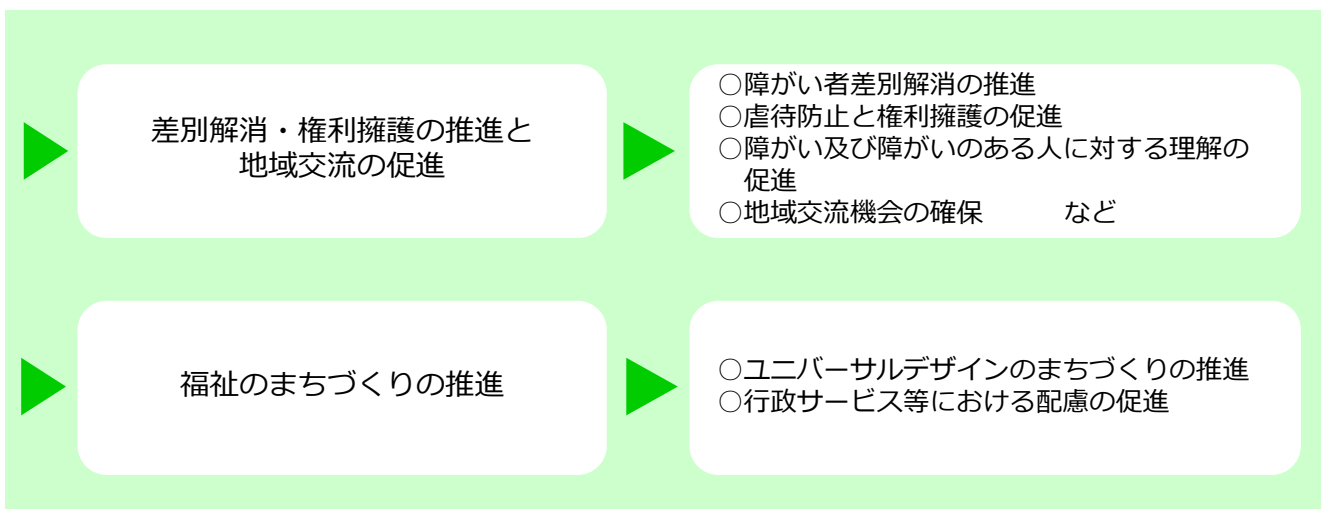 差別解消・権利擁護の推進と
地域交流の促進
○障がい者差別解消の推進
○虐待防止と権利擁護の促進
○障がい及び障がいのある人に対する理解の
促進
○地域交流機会の確保　　　など
福祉のまちづくりの推進
○ユニバーサルデザインのまちづくりの推進
○行政サービス等における配慮の促進